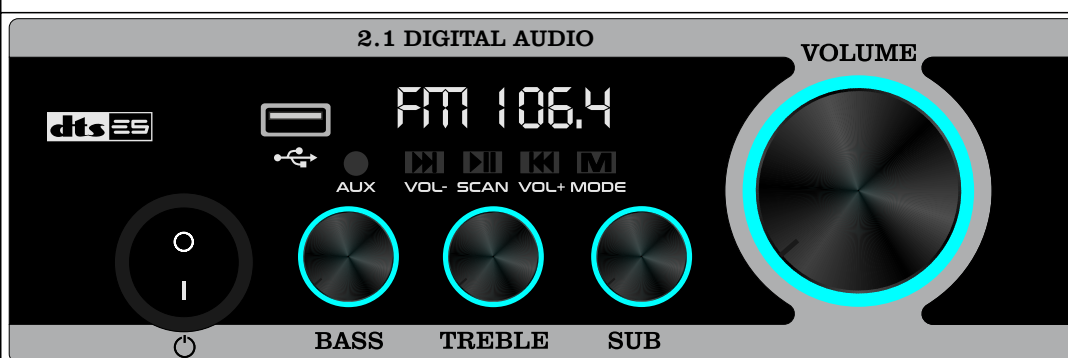 2.1 DIGITAL AUDIO
VOLUME
dts ES
FM 106.4
M
AUX VOL- SCAN VOL+ MODE
BASS TREBLE SUB